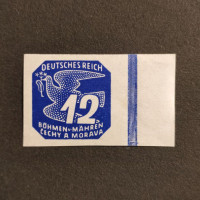 DEUTSCHES REICH
12
BÖHMEN-MÄHREN
ČECHY A MORAVA